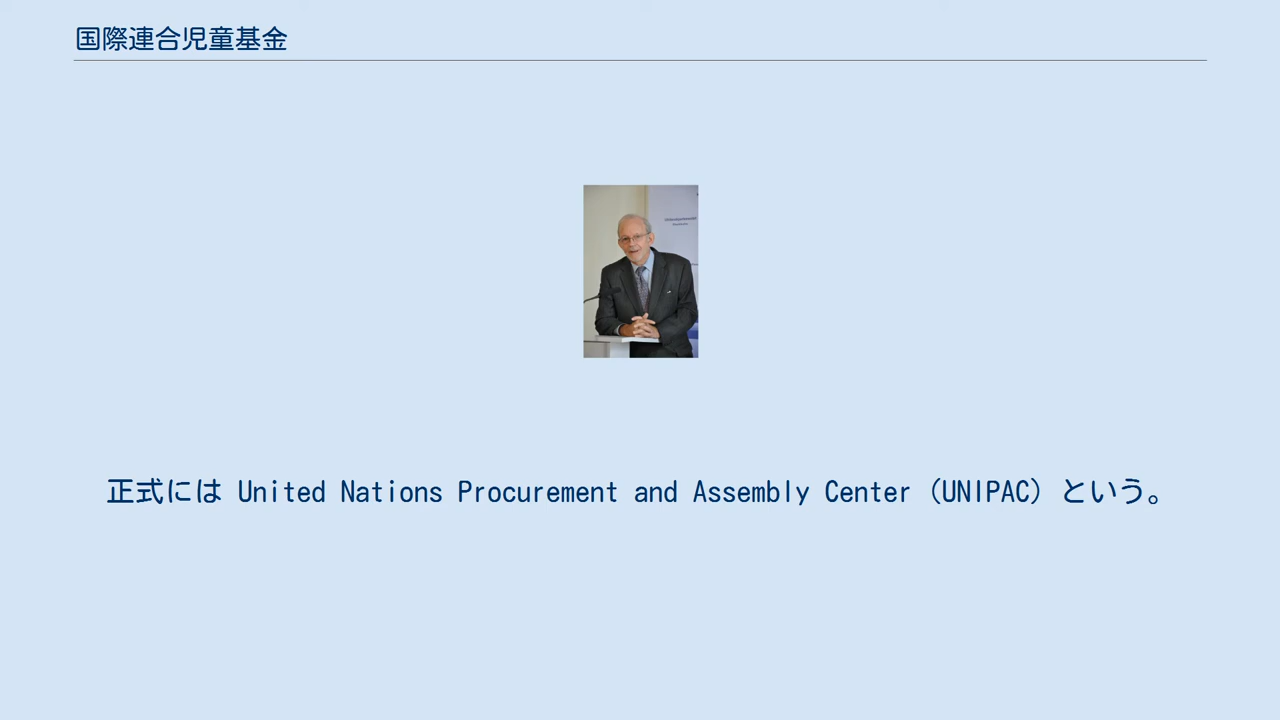 国際連合児童基金
正式には United Nations Procurement and Assembly Center（UNIPAC）という。